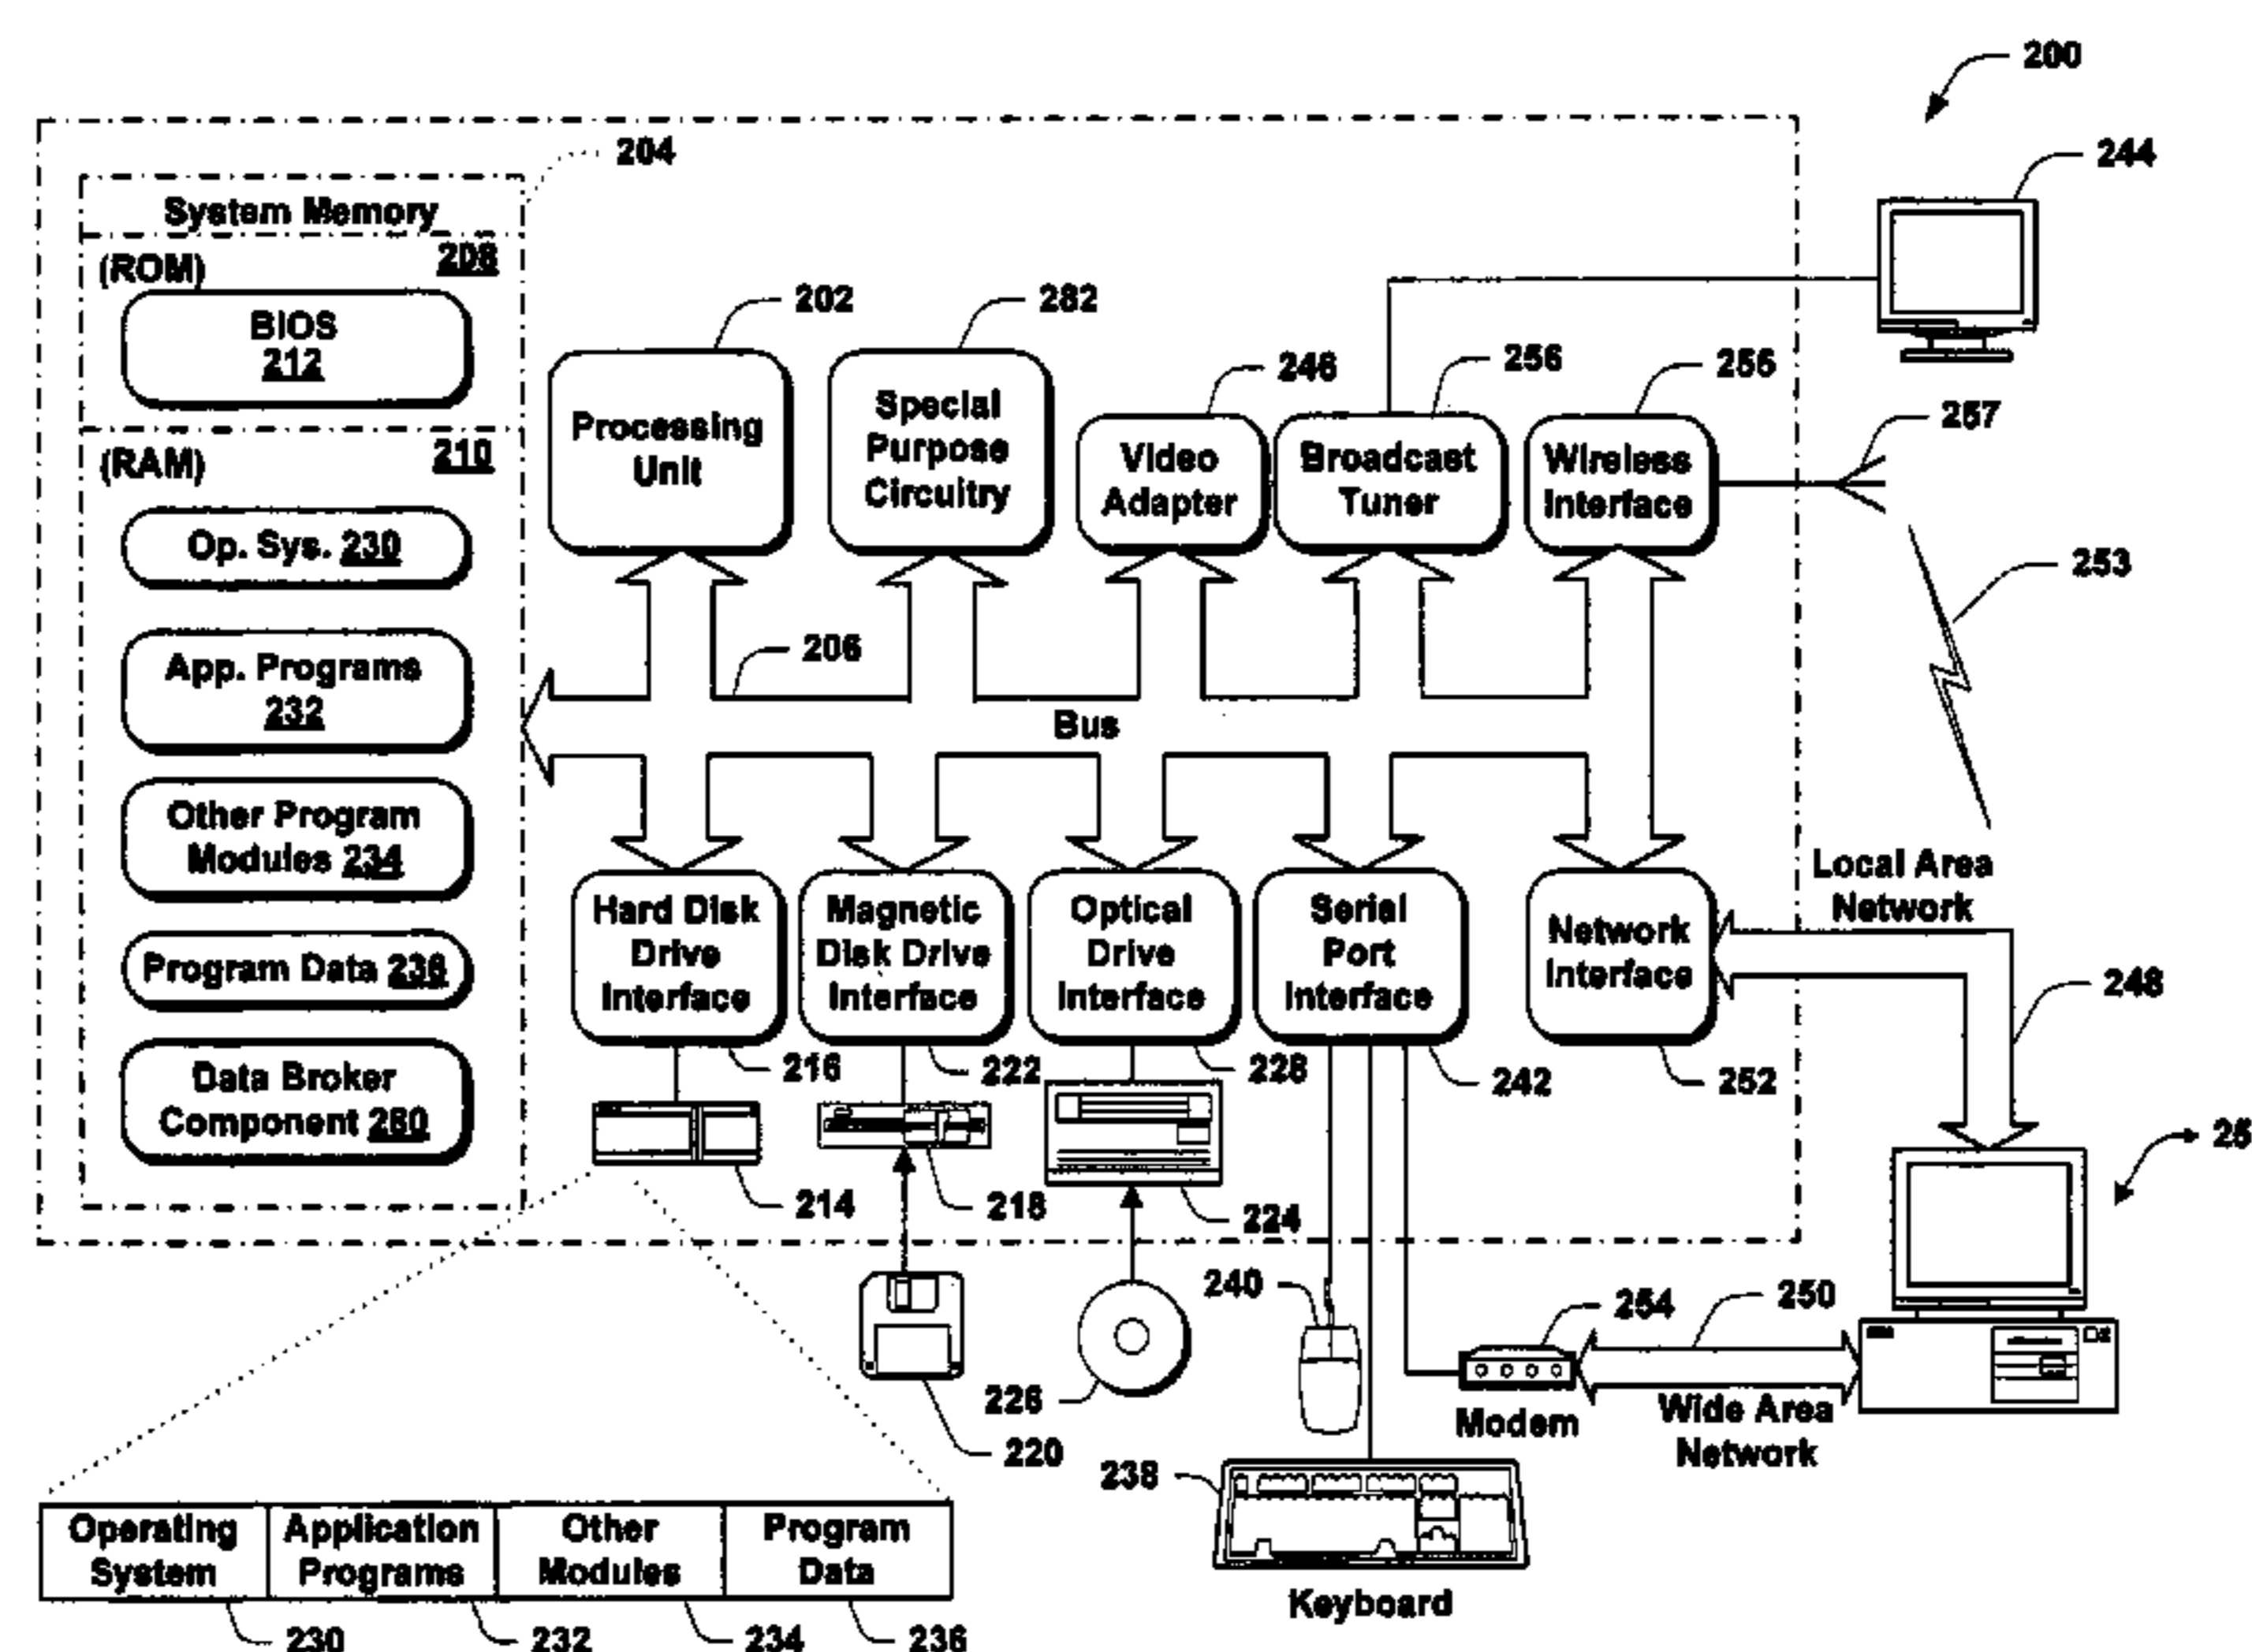 200
204
244
System Memory
(ROM)
208
BIOS
212
(RAM)
210
Op. Sys. 230
App. Programs
232
Other Program
Modules 234
Program Data 236
Data Broker
Component 260
202
282
246
256
255
257
Processing
Unit
Special
Purpose
Circuitry
Video
Adapter
Broadcast
Tuner
Wireless
Interface
253
206
Bus
Local Area
Network
Hard Disk
Drive
Interface
Magnetic
Disk Drive
Interface
Optical
Drive
Interface
Serial
Port
Interface
Network
Interface
248
216
222
228
242
252
214
218
224
25
240
254
250
226
220
Modem
Wide Area
Network
238
Keyboard
Operating
System
Application
Programs
Other
Modules
Program
Data
230
232
234
236